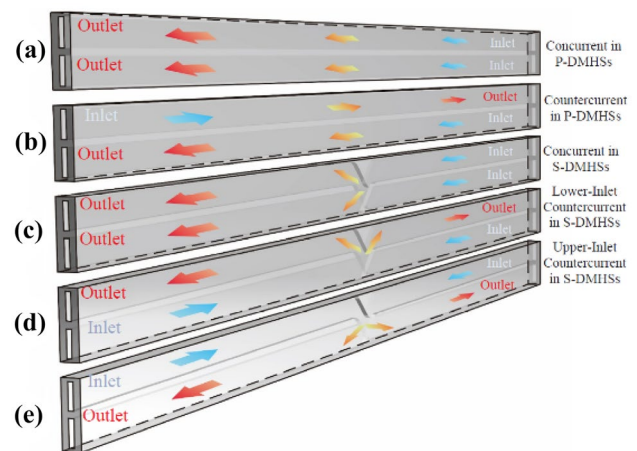 (a)
Outlet
Outlet
Inlet
Inlet
Concurrent in
P-DMHSs
(b)
Inlet
Outlet
Outlet
Inlet
Countercurrent
in P-DMHSs
(c)
Outlet
Outlet
Inlet
Inlet
Concurrent in
S-DMHSs
(d)
Outlet
Inlet
Outlet
Inlet
Lower-Inlet
Countercurrent
in S-DMHSs
(e)
Inlet
Outlet
Inlet
Outlet
Upper-Inlet
Countercurrent
in S-DMHSs